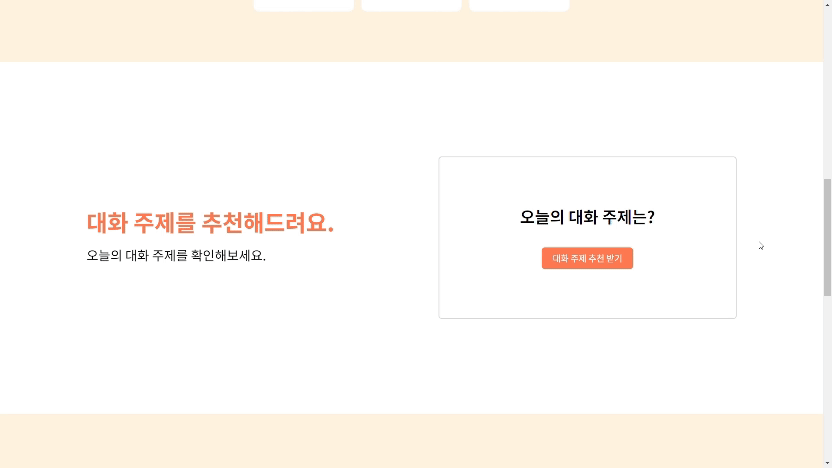 대화 주제를 추천해드려요.
오늘의 대화 주제를 확인해보세요.
오늘의 대화 주제는?
대화 주제 추천 받기